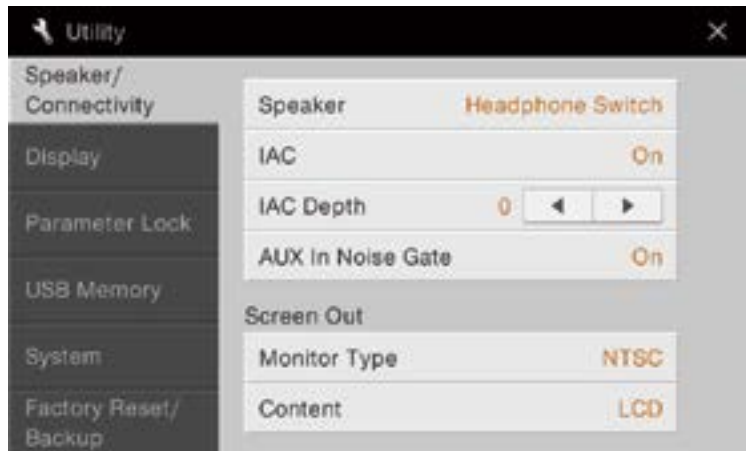 Utility
Speaker/
Connectivity
Display
Parameter Lock
USB Memory
System
Factory Reset/
Backup
Speaker Headphone Switch
IAC On
IAC Depth 0
AUX In Noise Gate On
Screen Out
Monitor Type NTSC
Content LCD